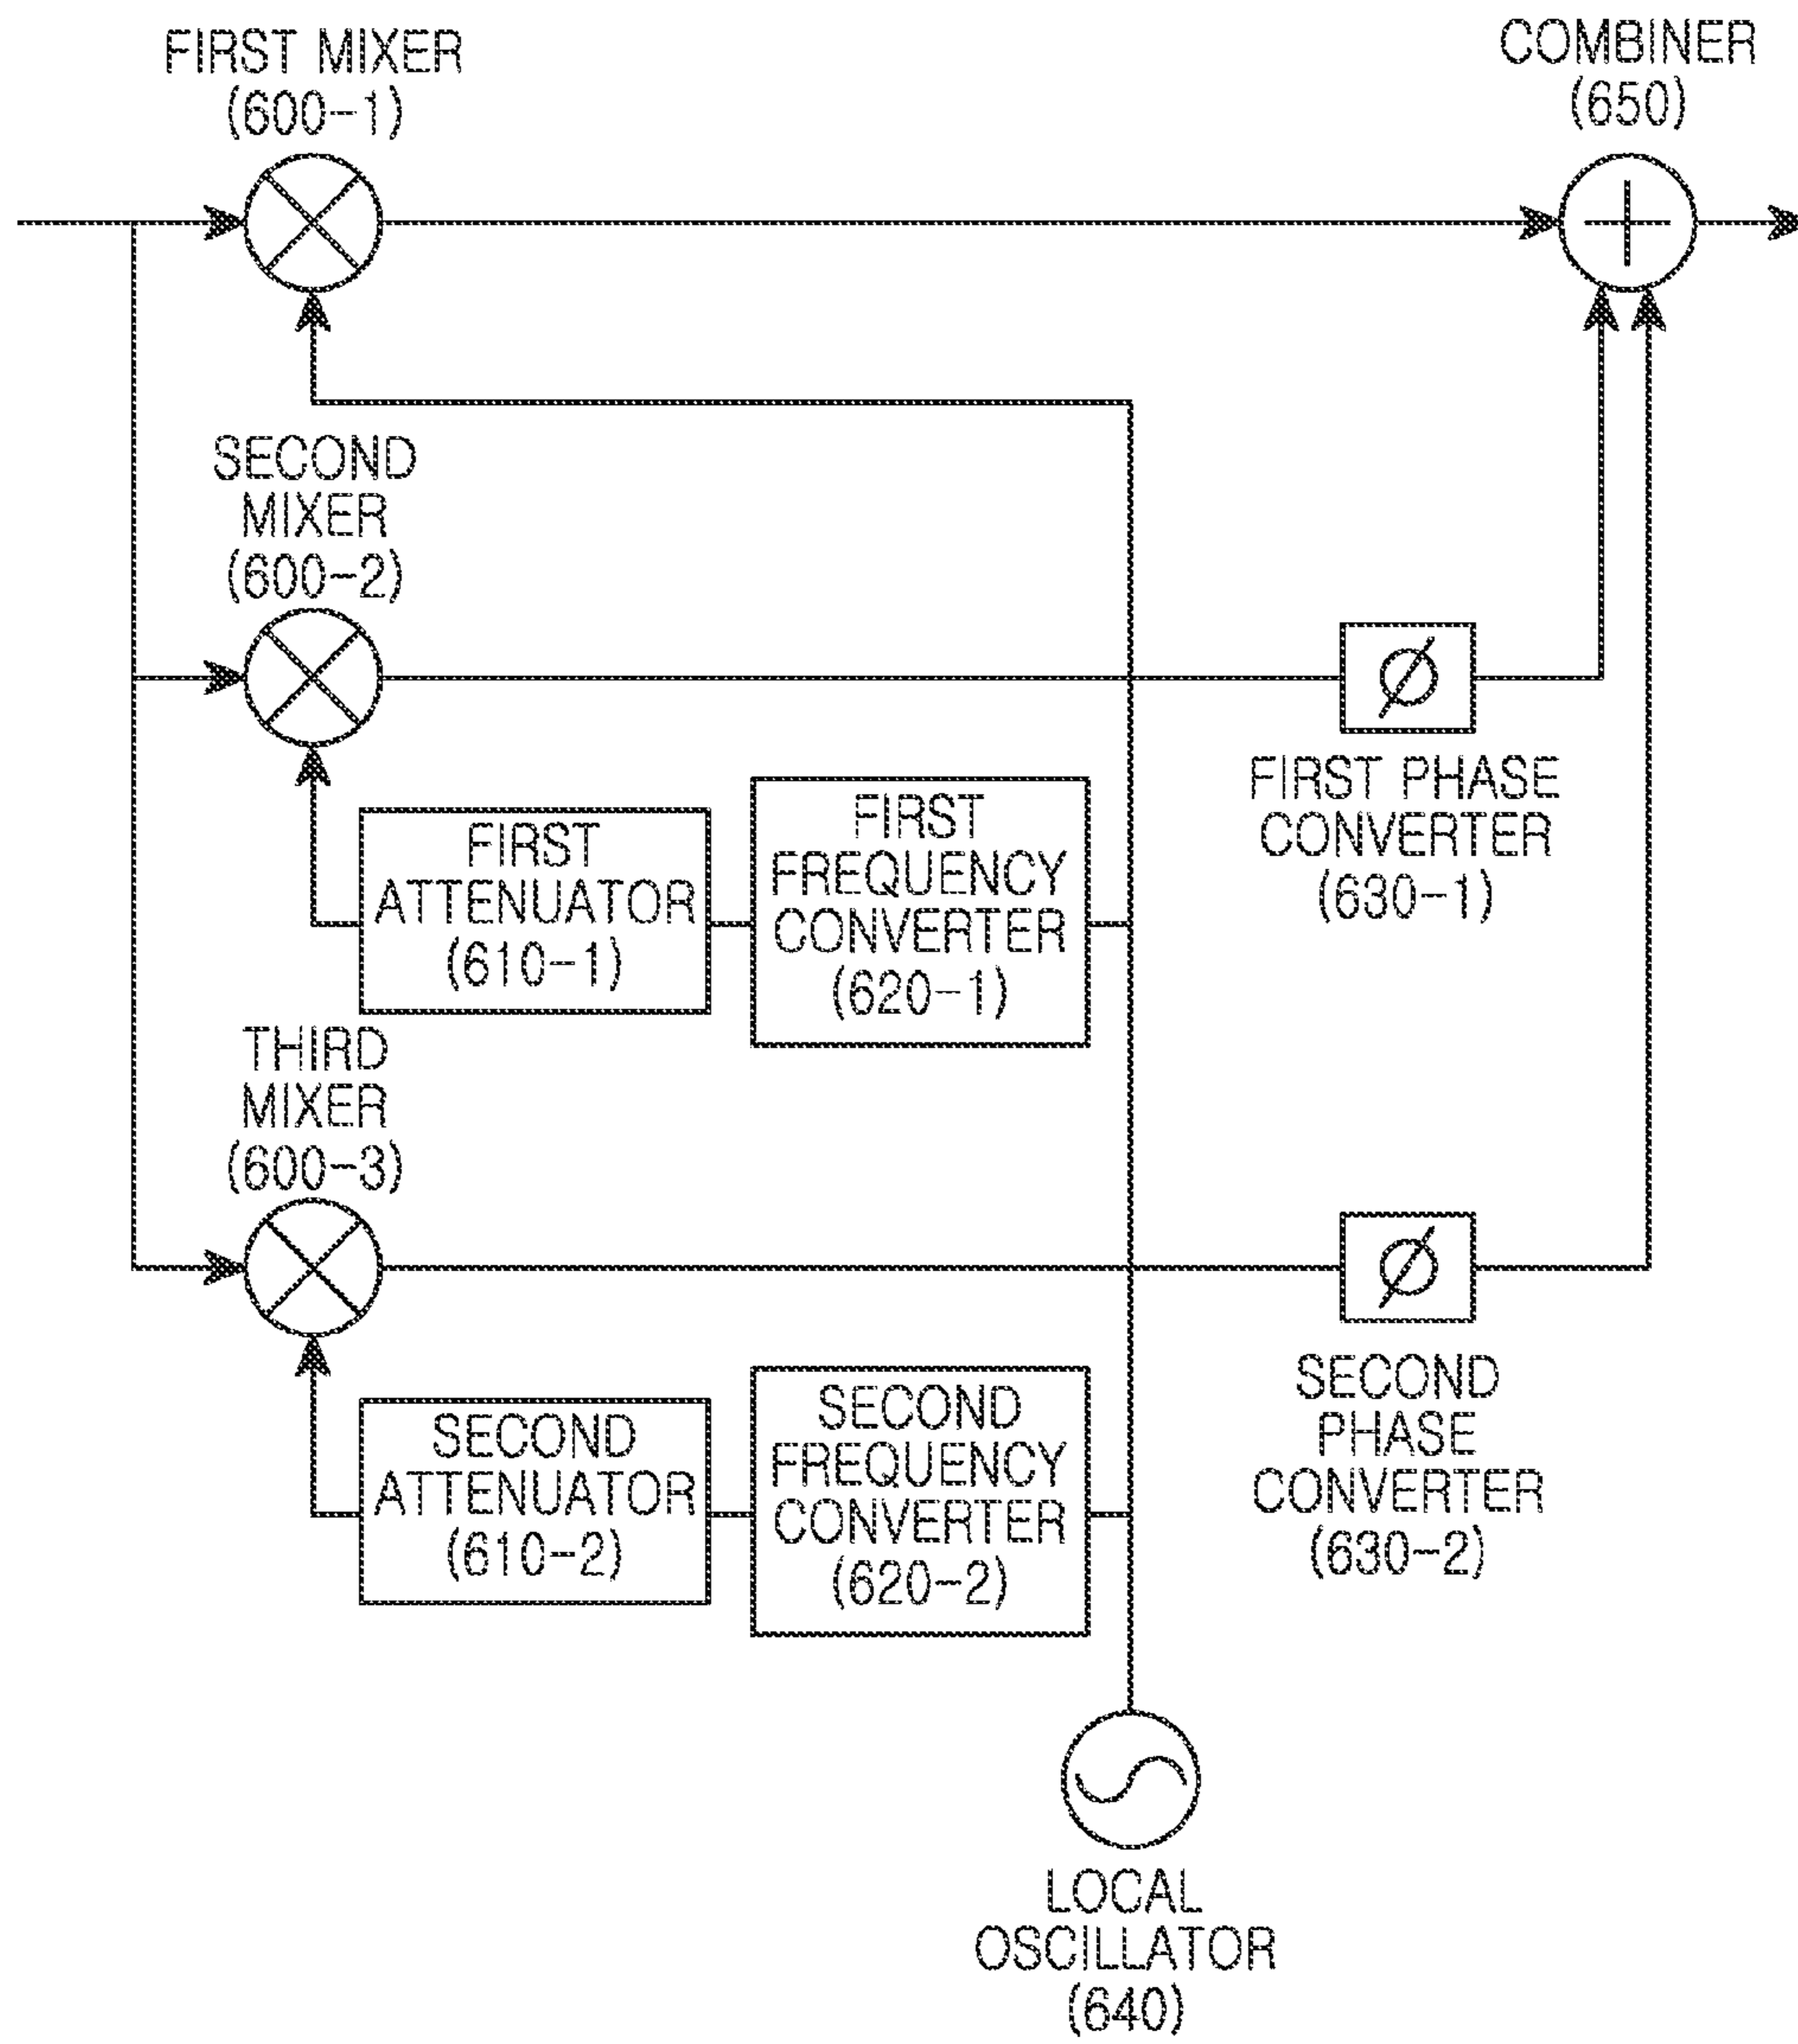 FIRST MIXER
(600-1)
COMBINER
(650)
SECOND
MIXER
(600-2)
FIRST
ATTENUATOR
(610-1)
FIRST
FREQUENCY
CONVERTER
(620-1)
FIRST PHASE
CONVERTER
(630-1)
THIRD
MIXER
(600-3)
SECOND
ATTENUATOR
(610-2)
SECOND
FREQUENCY
CONVERTER
(620-2)
SECOND
PHASE
CONVERTER
(630-2)
LOCAL
OSCILLATOR
(640)